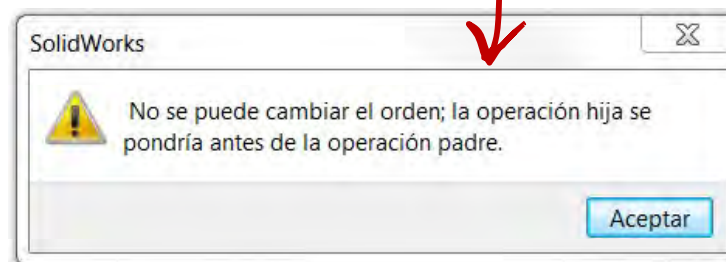 SolidWorks
No se puede cambiar el orden; la operación hija se
pondría antes de la operación padre.
Aceptar